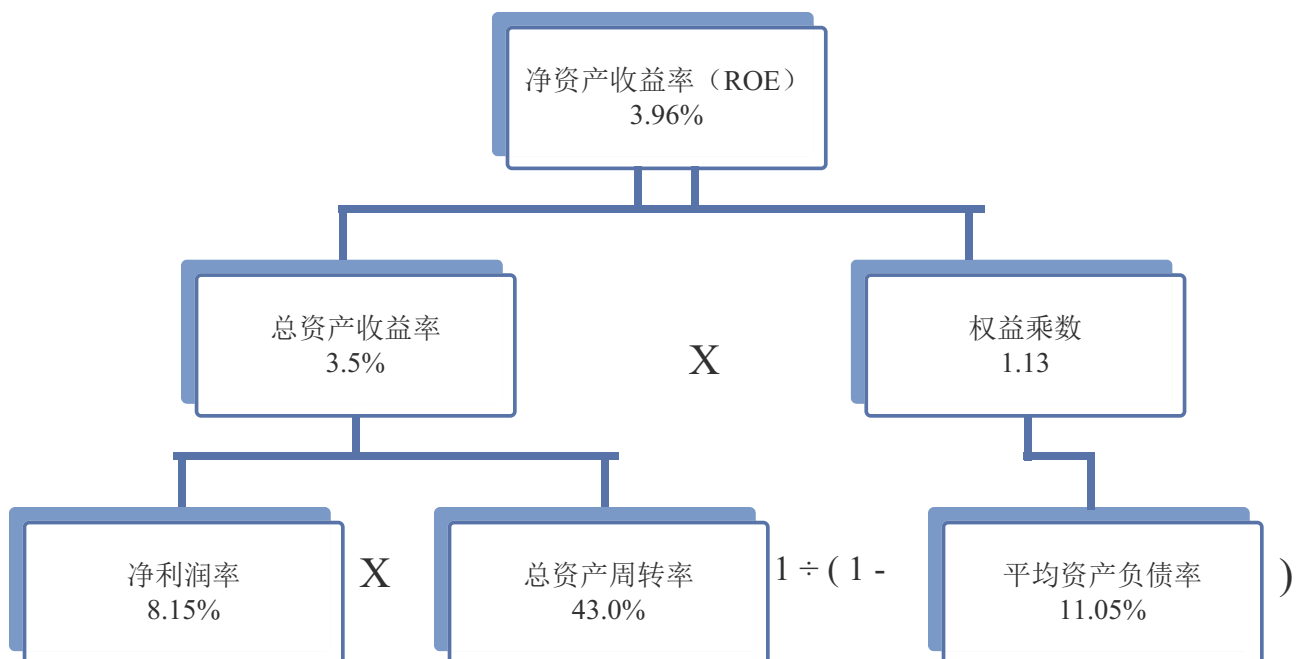 净资产收益率（ROE）
3.96%
总资产收益率
3.5%
X
权益乘数
1.13
净利润率
8.15%
X
总资产周转率
43.0%
1 ÷ ( 1 -
平均资产负债率
11.05%
)